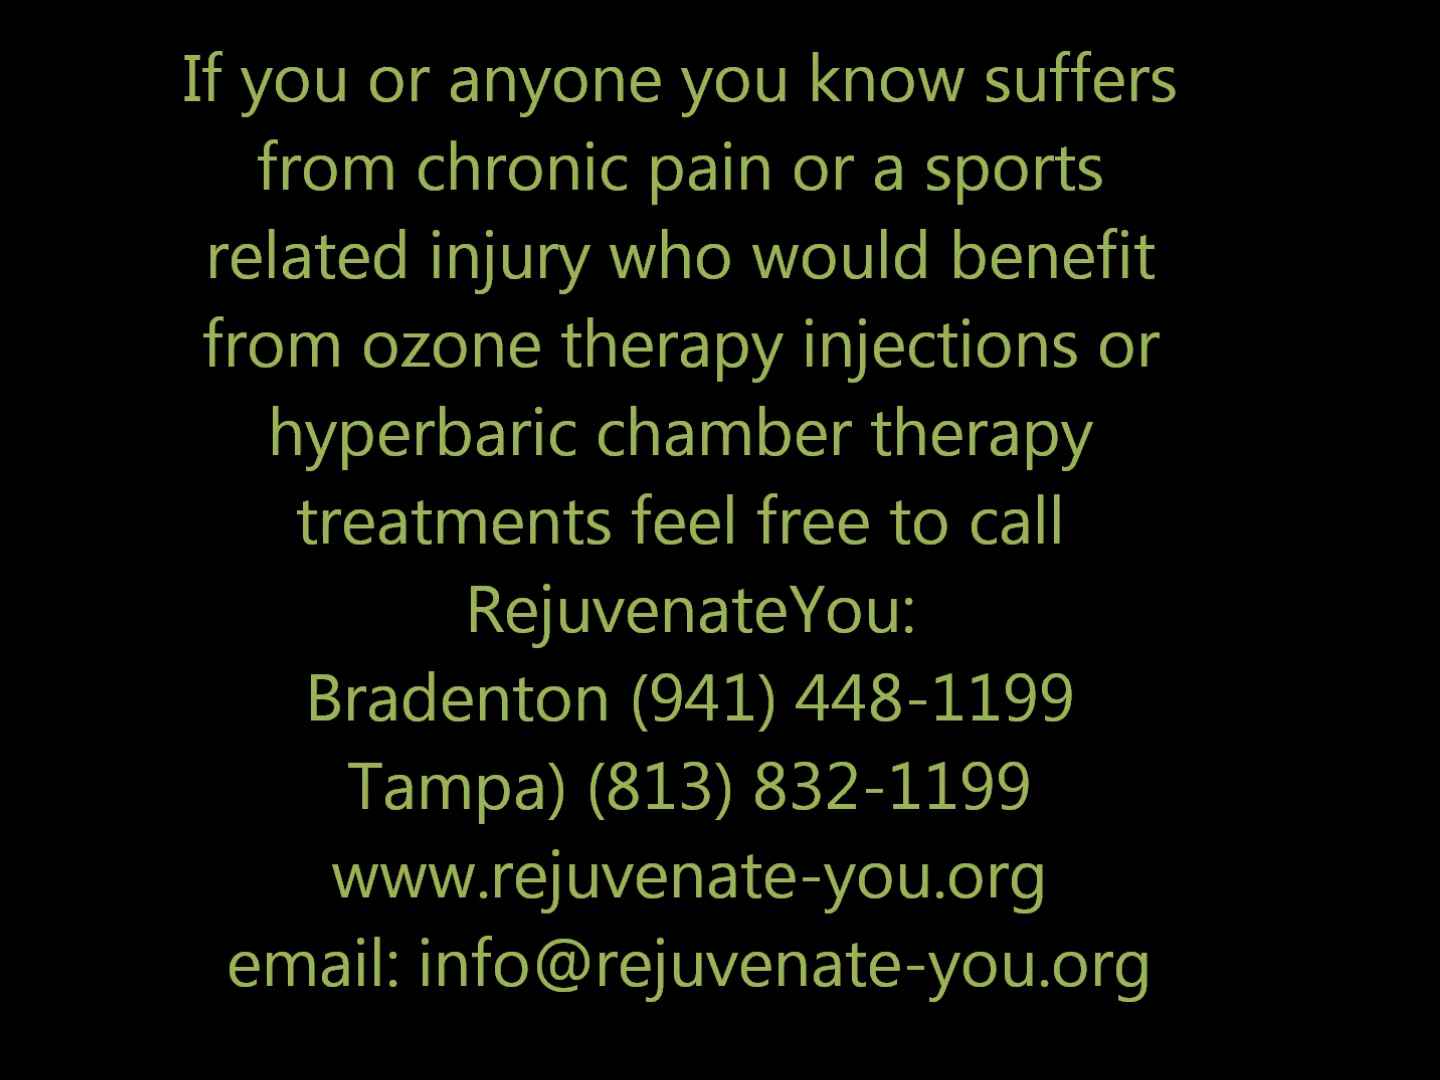 If you or anyone you know suffers
from chronic pain or a sports
related injury who would benefit
from ozone therapy injections or
hyperbaric chamber therapy
treatments feel free to call
RejuvenateYou:
Bradenton (941) 448-1199
Tampa) (813) 832-1199
www.rejuvenate-you.org
email: info@rejuvenate-you.org